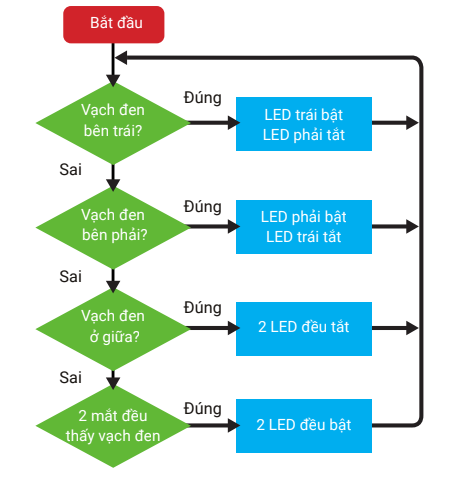 Bắt đầu
Đúng
Vạch đen
bên trái?
LED trái bật
LED phải tắt
Sai
Đúng
Vạch đen
bên phải?
LED phải bật
LED trái tắt
Sai
Đúng
Vạch đen
ở giữa?
2 LED đều tắt
Sai
Đúng
2 mắt đều
thấy vạch đen
2 LED đều bật